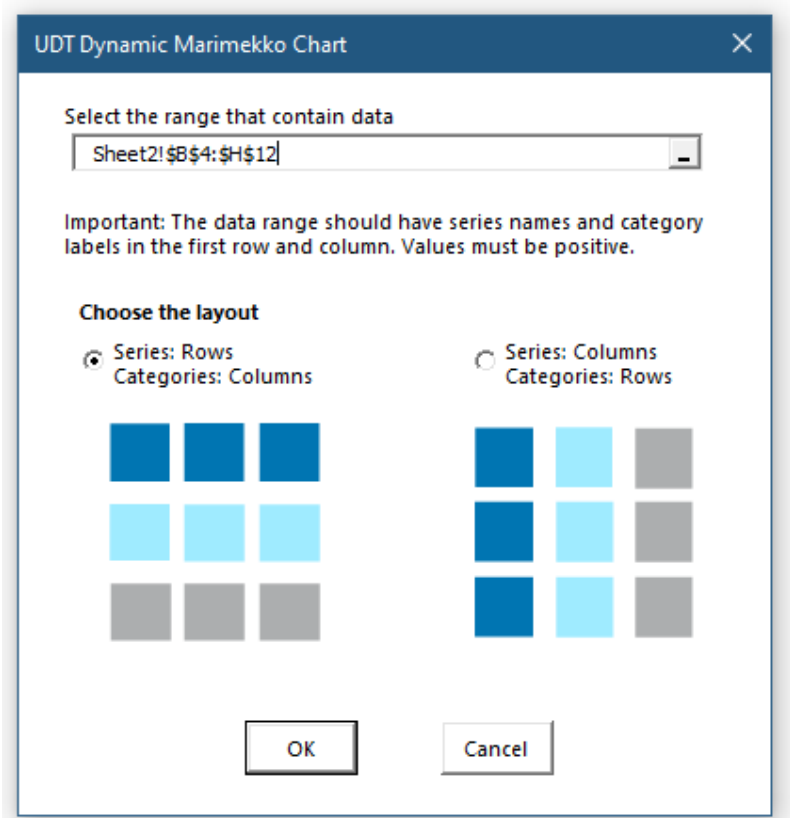 UDT Dynamic Marimekko Chart
Select the range that contain data
Sheet2!$B$4:$H$12
Important: The data range should have series names and category
labels in the first row and column. Values must be positive.
Choose the layout
Series: Rows
Categories: Columns
Series: Columns
Categories: Rows
OK
Cancel